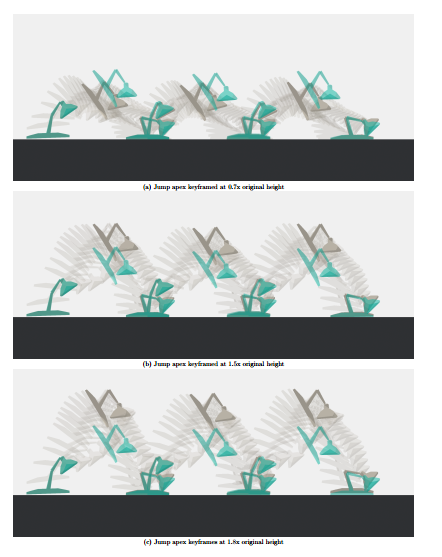 (a) Jump apex keyframed at 0.7x original height
(b) Jump apex keyframed at 1.5x original height
(c) Jump apex keyframes at 1.8x original height